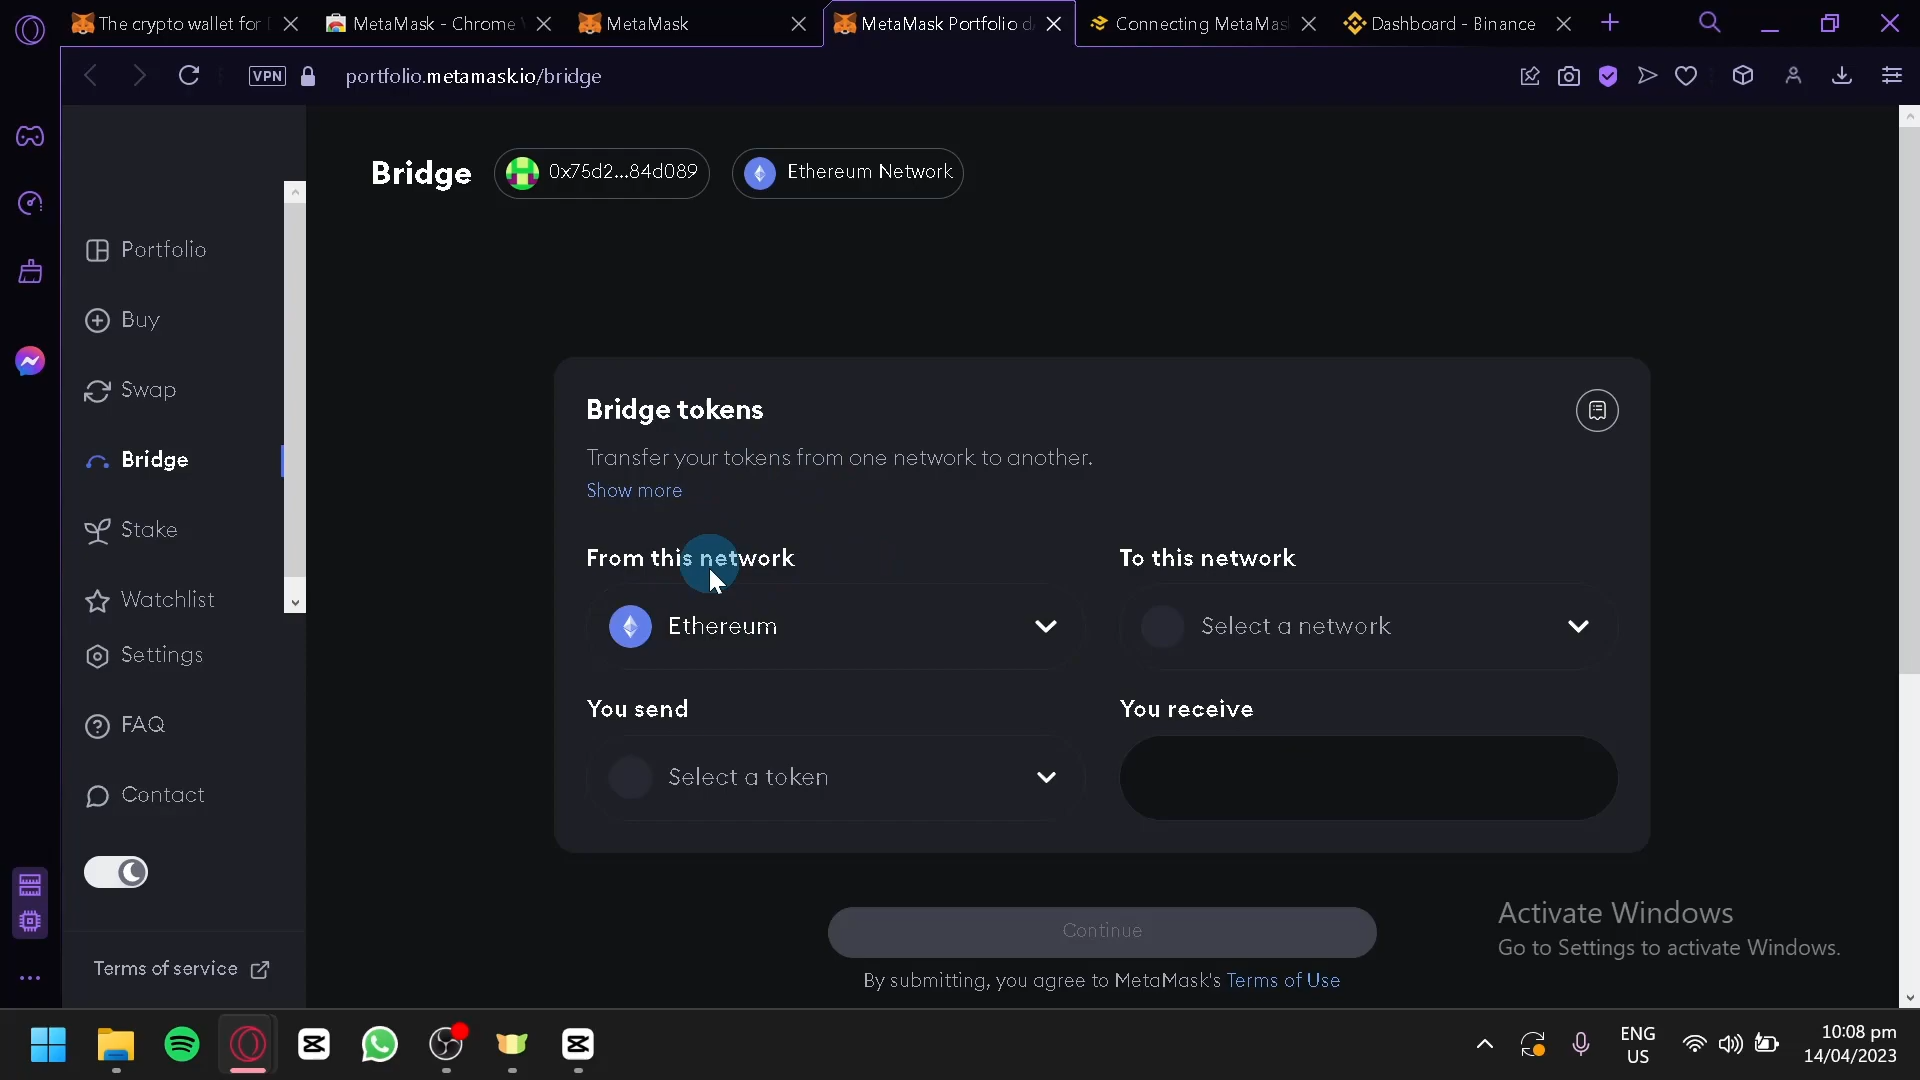 The crypto wallet for
MetaMask - Chrome
MetaMask
MetaMask Portfolio d
Connecting MetaMas
Dashboard - Binance
VPN
portfolio.metamask.io/bridge
Bridge
0x75d2...84d089
Ethereum Network
Portfolio
Buy
Swap
Bridge
Stake
Watchlist
Settings
FAQ
Contact
Terms of service
Bridge tokens
Transfer your tokens from one network to another.
Show more
From this network
To this network
Ethereum
Select a network
You send
You receive
Select a token
Continue
By submitting, you agree to MetaMask's Terms of Use
Activate Windows
Go to Settings to activate Windows.
ENG
US
10:08 pm
14/04/2023